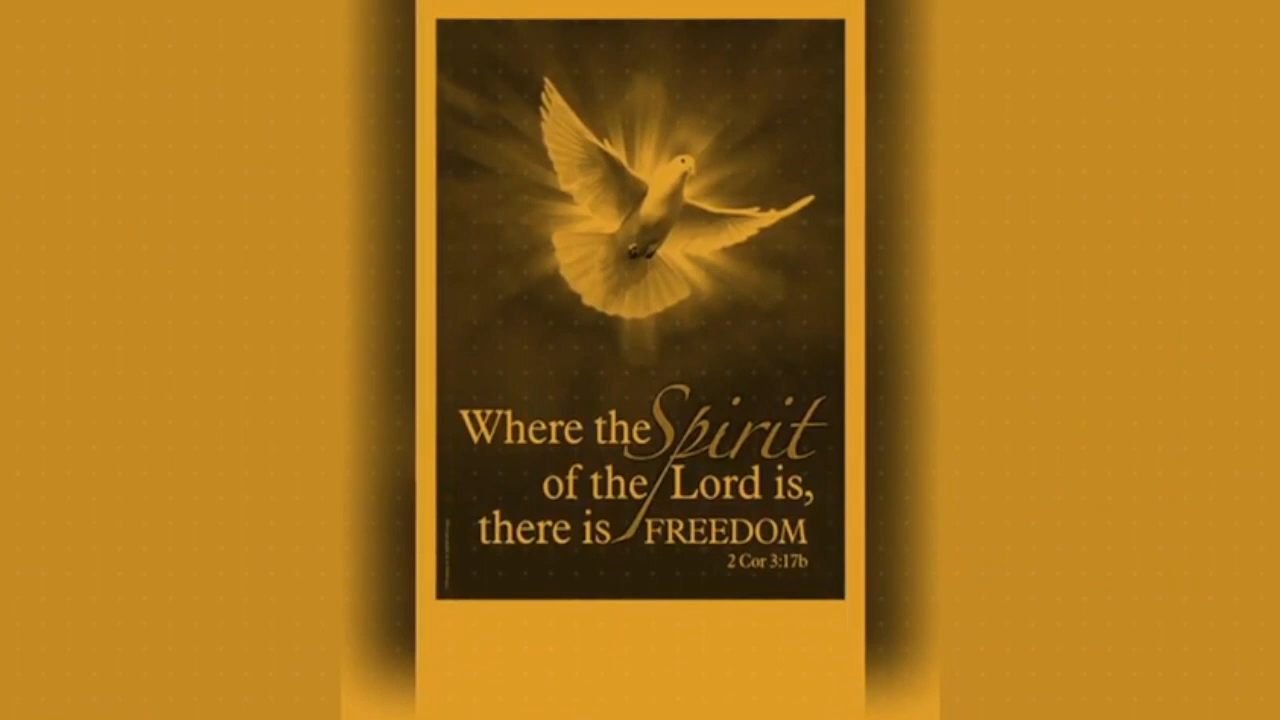 Where the Spirit
of the Lord is,
there is FREEDOM
2 Cor 3:17b